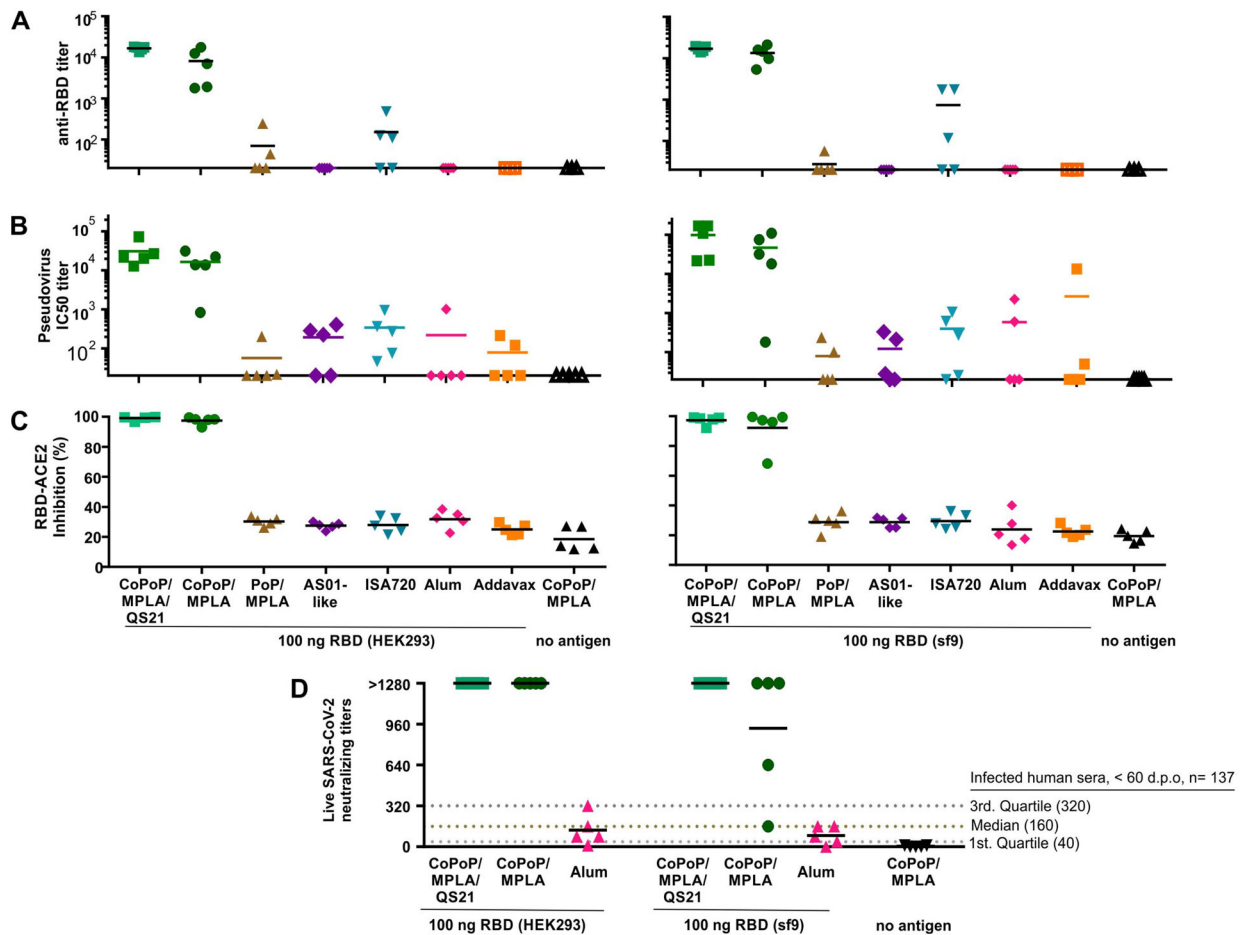 A
anti-RBD titer
10^5
10^4
10^3
10^2
B
Pseudovirus
IC50 titer
10^5
10^4
10^3
10^2
C
RBD-ACE2
Inhibition (%)
100
80
60
40
20
0
CoPoP/
MPLA/
QS21
CoPoP/
MPLA
PoP/
MPLA
AS01-
like
ISA720
Alum
Addavax
CoPoP/
MPLA
100 ng RBD (HEK293)
no antigen
CoPoP/
MPLA/
QS21
CoPoP/
MPLA
PoP/
MPLA
AS01-
like
ISA720
Alum
Addavax
CoPoP/
MPLA
100 ng RBD (sf9)
no antigen
D
Live SARS-CoV-2
neutralizing titers
>1280
960
640
320
0
Infected human sera, < 60 d.p.o, n= 137
3rd. Quartile (320)
Median (160)
1st. Quartile (40)
CoPoP/
MPLA/
QS21
CoPoP/
MPLA
Alum
CoPoP/
MPLA/
QS21
CoPoP/
MPLA
Alum
CoPoP/
MPLA
100 ng RBD (HEK293)
100 ng RBD (sf9)
no antigen